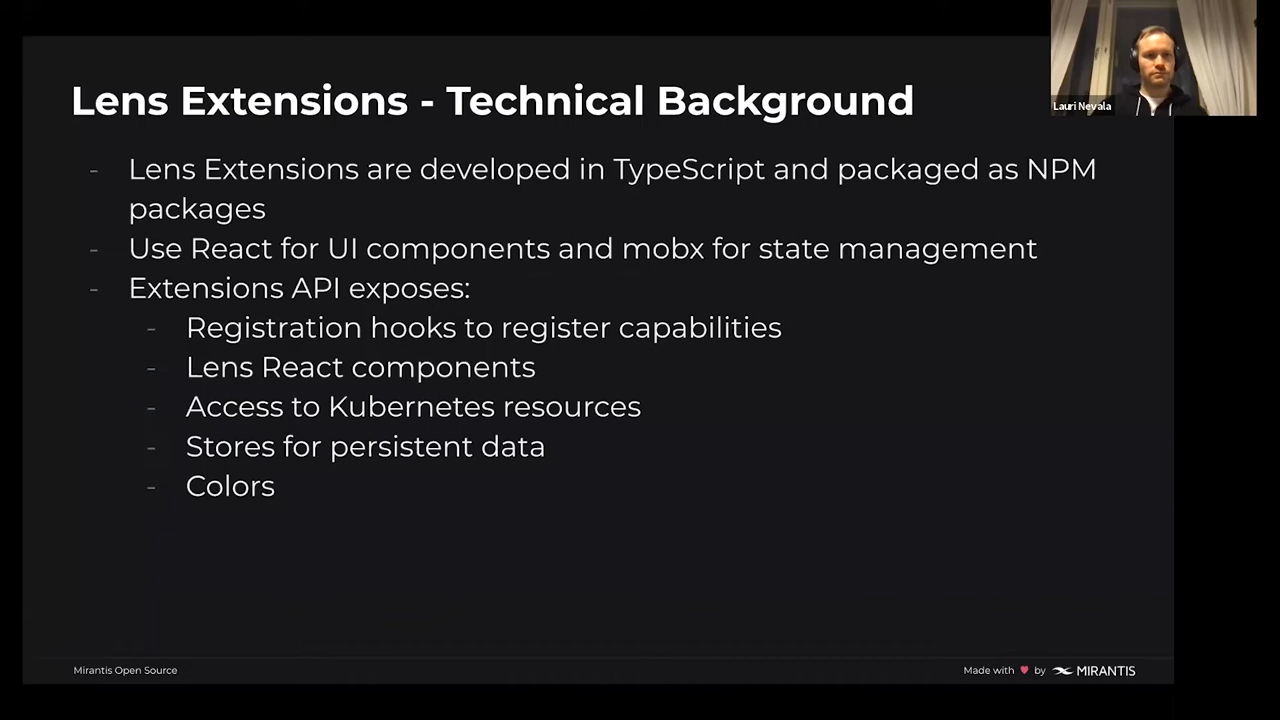 Lens Extensions - Technical Background
Lauri Nevala
- Lens Extensions are developed in TypeScript and packaged as NPM
packages
- Use React for UI components and mobx for state management
- Extensions API exposes:
- Registration hooks to register capabilities
- Lens React components
- Access to Kubernetes resources
- Stores for persistent data
- Colors
Mirantis Open Source
Made with ♥ by MIRANTIS